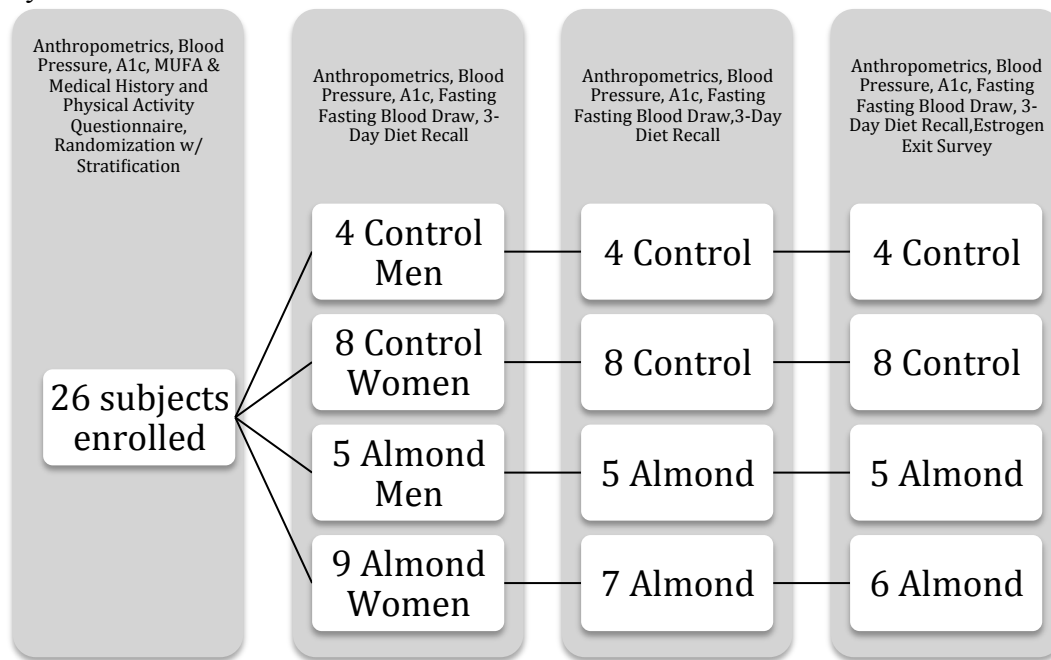 Anthropometrics, Blood
Pressure, A1c, MUFA &
Medical History and
Physical Activity
Questionnaire,
Randomization w/
Stratification
Anthropometrics, Blood
Pressure, A1c, Fasting
Fasting Blood Draw, 3-
Day Diet Recall
Anthropometrics, Blood
Pressure, A1c, Fasting
Fasting Blood Draw,3-Day
Diet Recall
Anthropometrics, Blood
Pressure, A1c, Fasting
Fasting Blood Draw, 3-
Day Diet Recall,Estrogen
Exit Survey
26 subjects
enrolled
4 Control
Men
4 Control
4 Control
8 Control
Women
8 Control
8 Control
5 Almond
Men
5 Almond
5 Almond
9 Almond
Women
7 Almond
6 Almond